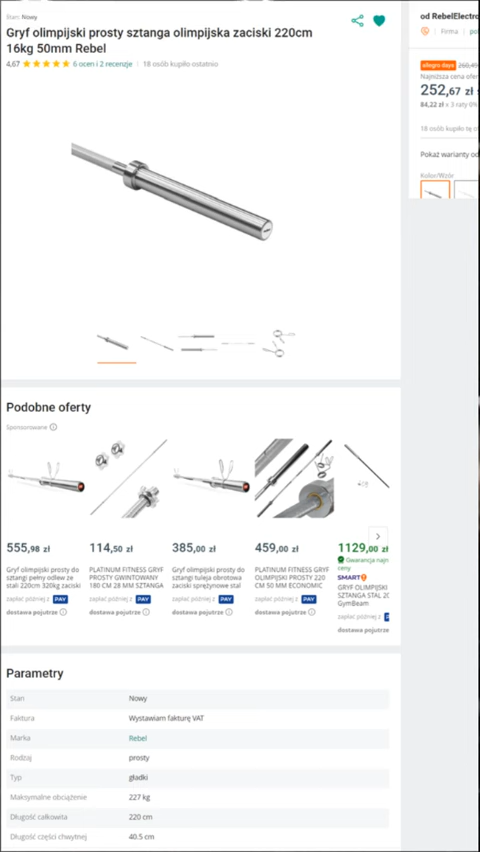 Stan: Nowy
Gryf olimpijski prosty sztanga olimpijska zaciski 220cm
16kg 50mm Rebel
4,67 6 ocen i 2 recenzje | 18 osób kupiło ostatnio
od RebelElectro
Firma
allegro days
Najniższa cena ofer
252,67 zł
84,22 zł x 3 raty 0%
18 osób kupiło tę o
Pokaż warianty od
Kolor/Wzór
Podobne oferty
Sponsorowane
555,98 zł
Gryf olimpijski prosty do
sztangi pełny odlew ze
stali 220cm 320kg zaciski
zapłać później z PAY
dostawa pojutrze
114,50 zł
PLATINUM FITNESS GRYF
PROSTY GWINTOWANY
180 CM 28 MM SZTANGA
zapłać później z PAY
dostawa pojutrze
385,00 zł
Gryf olimpijski prosty do
sztangi tuleja obrotowa
zaciski sprężynowe stal
zapłać później z PAY
dostawa pojutrze
459,00 zł
PLATINUM FITNESS GRYF
OLIMPIJSKI PROSTY 220
CM 50 MM EKONOMIC
zapłać później z PAY
dostawa pojutrze
1129,00 zł
Gwarancja najn
ceny
SMART!
GRYF OLIMPIJSKI
SZTANGA STAL 20
GymBeam
zapłać później z
dostawa pojutrze
Parametry
Stan Nowy
Faktura Wystawiam fakturę VAT
Marka Rebel
Rodzaj prosty
Typ gładki
Maksymalne obciążenie 227 kg
Długość całkowita 220 cm
Długość części chwytnej 40.5 cm